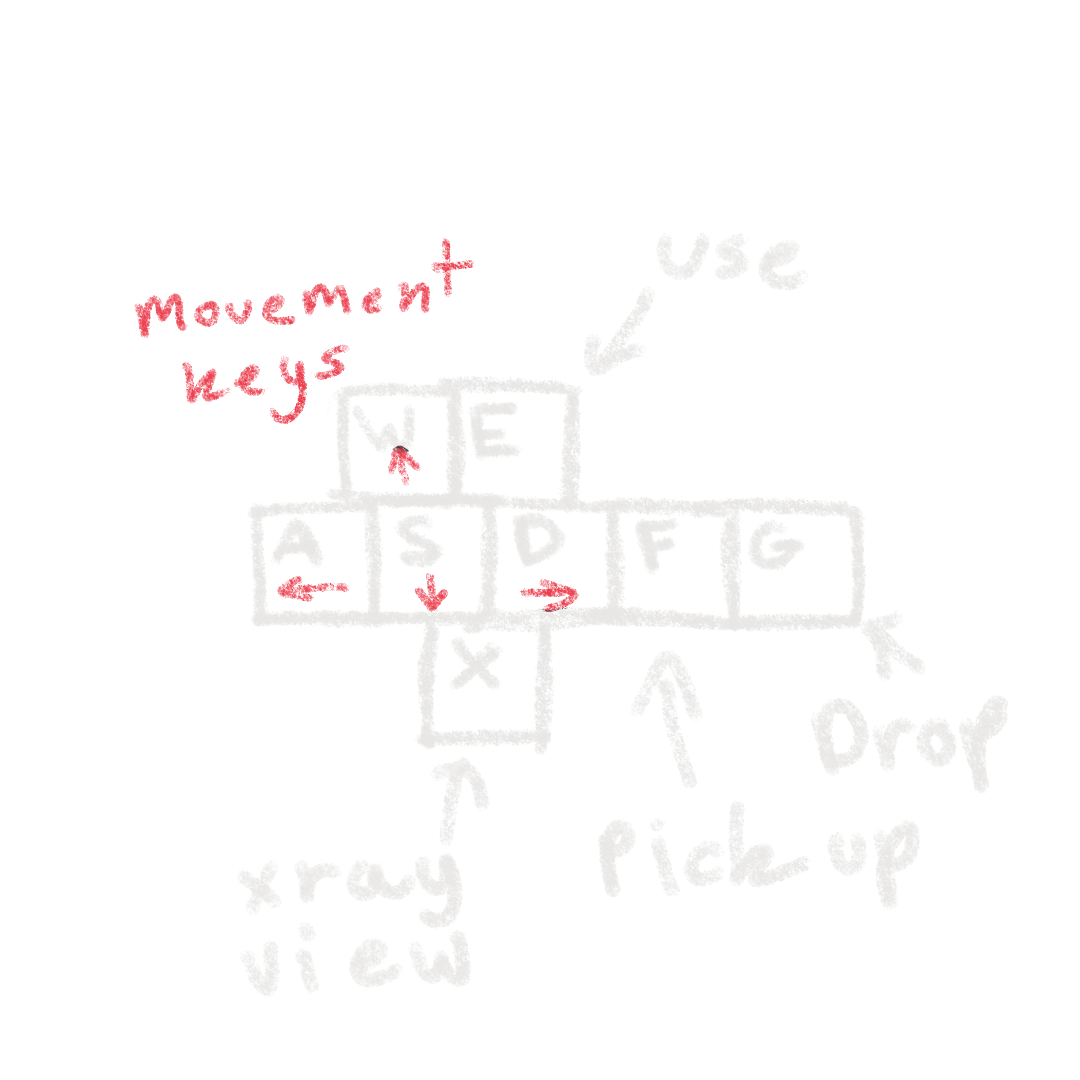 use
Movement
keys
W E
A S D F G
X
Drop
Pick up
xray
view